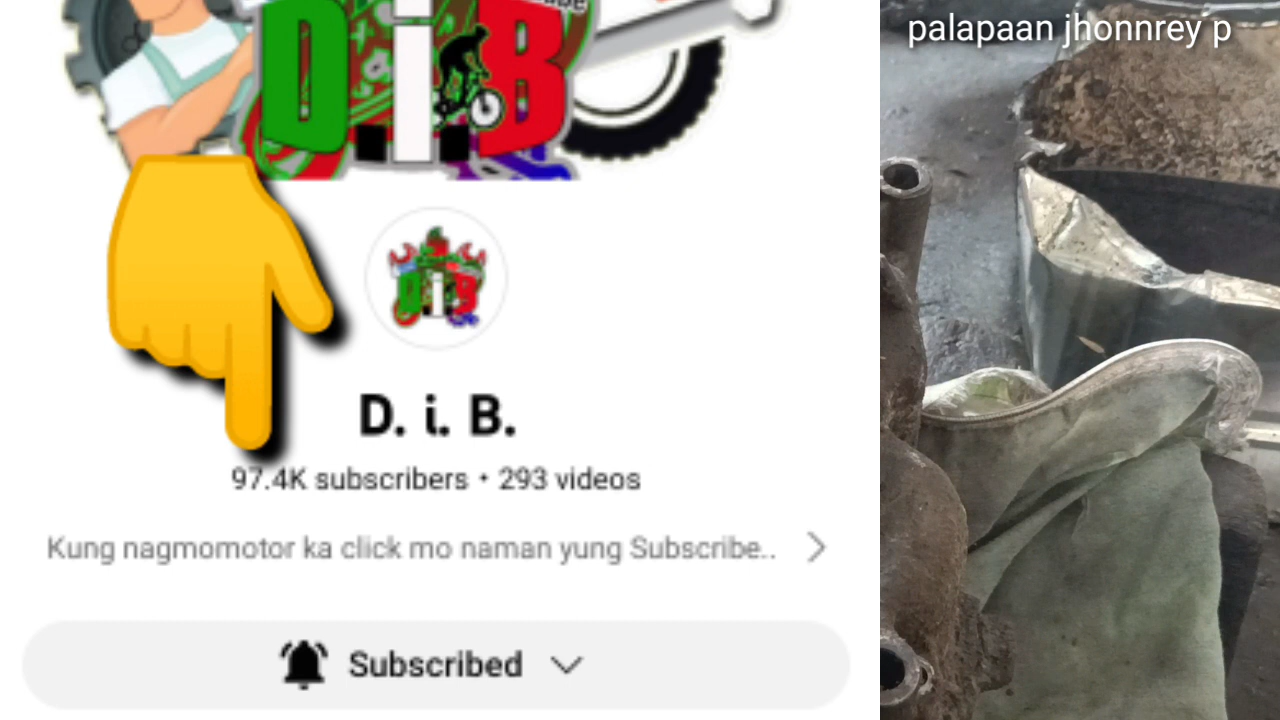 D.i.B
D.i.B
D. i. B.
97.4K subscribers • 293 videos
Kung nagmomotor ka click mo naman yung Subscribe..
Subscribed
palapaan jhonnrey p